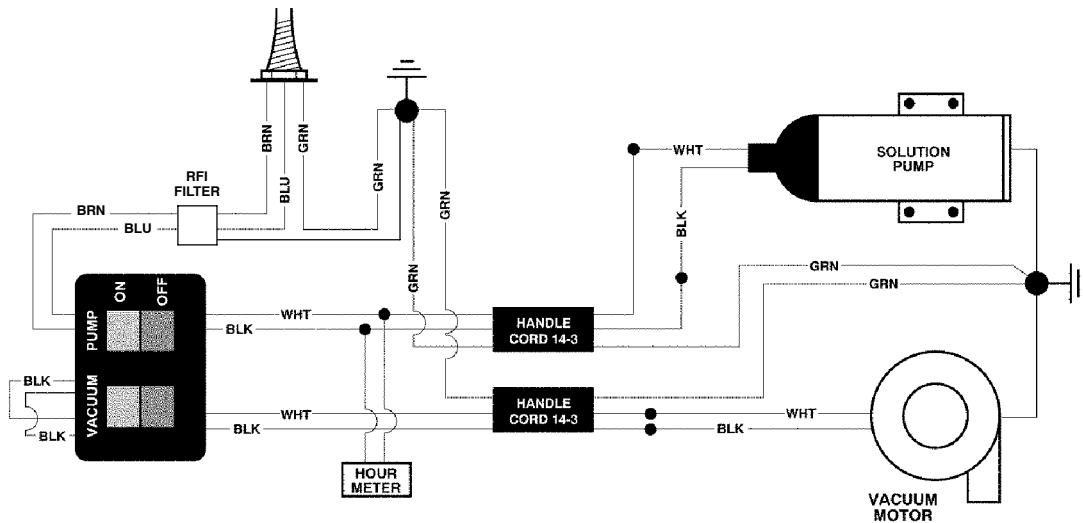 BRN
BLU
GRN
GRN
GRN
GRN
RFI
FILTER
BRN
BLU
WHT
BLK
SOLUTION
PUMP
GRN
GRN
ON
OFF
PUMP
VACUUM
WHT
BLK
HANDLE
CORD 14-3
BLK
BLK
WHT
BLK
HANDLE
CORD 14-3
WHT
BLK
HOUR
METER
VACUUM
MOTOR